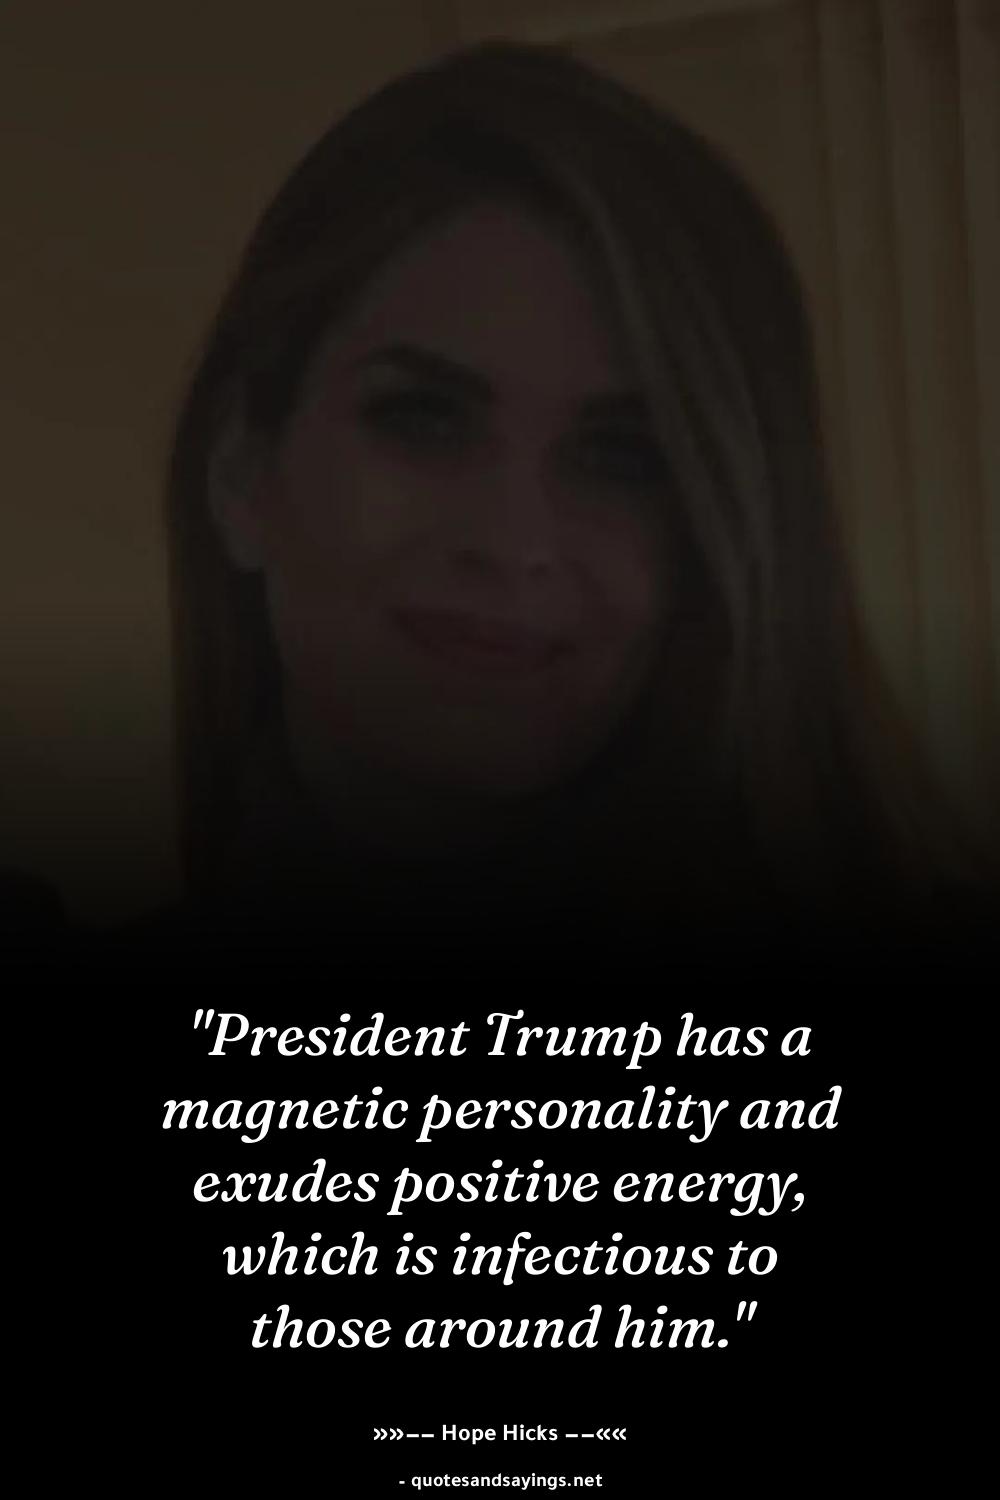 "President Trump has a
magnetic personality and
exudes positive energy,
which is infectious to
those around him."
»»−− Hope Hicks −−««
- quotesandsayings.net